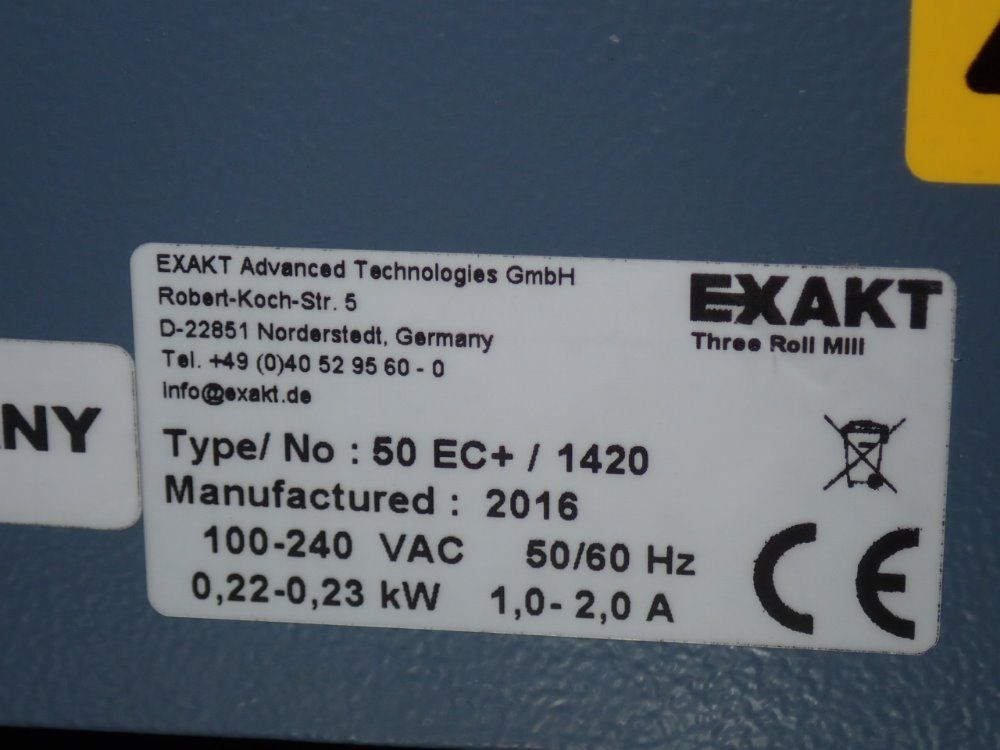 EXAKT Advanced Technologies GmbH
Robert-Koch-Str. 5
D-22851 Norderstedt, Germany
Tel. +49 (0)40 52 95 60 - 0
info@exakt.de
EXAKT
Three Roll Mill
ANY
Type/ No : 50 EC+ / 1420
Manufactured : 2016
100-240 VAC 50/60 Hz
0,22-0,23 kW 1,0- 2,0 A
CE